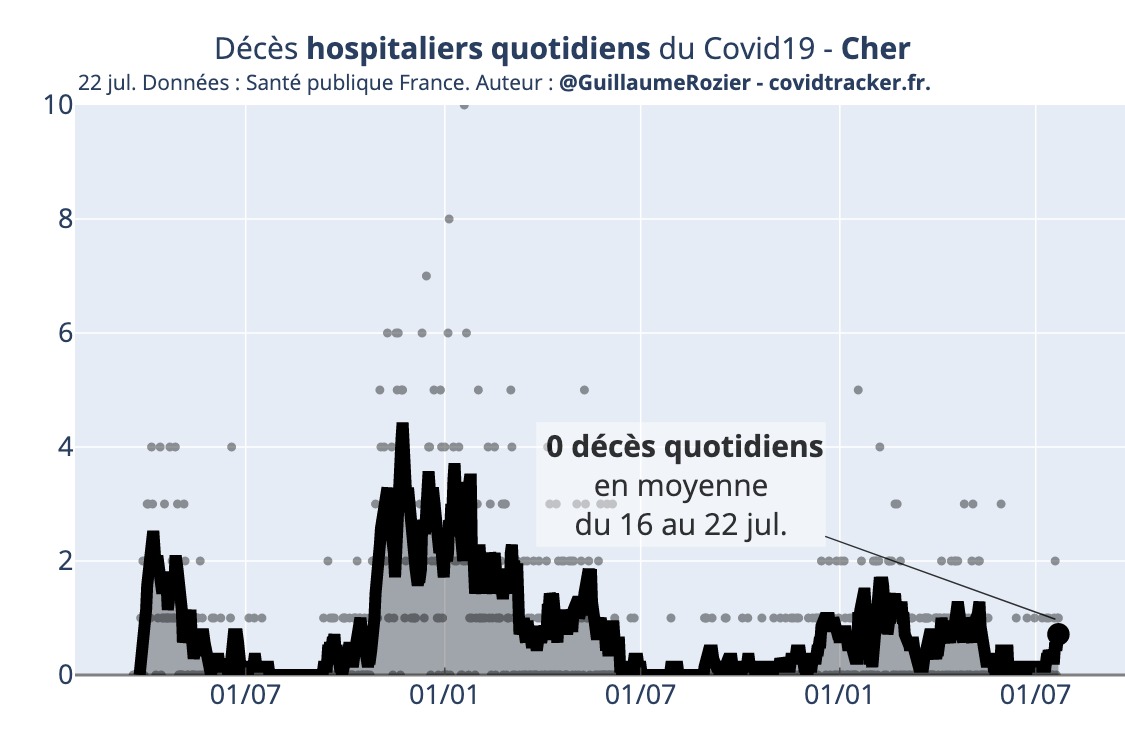 Décès hospitaliers quotidiens du Covid19 - Cher
22 jul. Données : Santé publique France. Auteur : @GuillaumeRozier - covidtracker.fr.
10
8
6
4
2
0
0 décès quotidiens
en moyenne
du 16 au 22 jul.
01/07 01/01 01/07 01/01 01/07